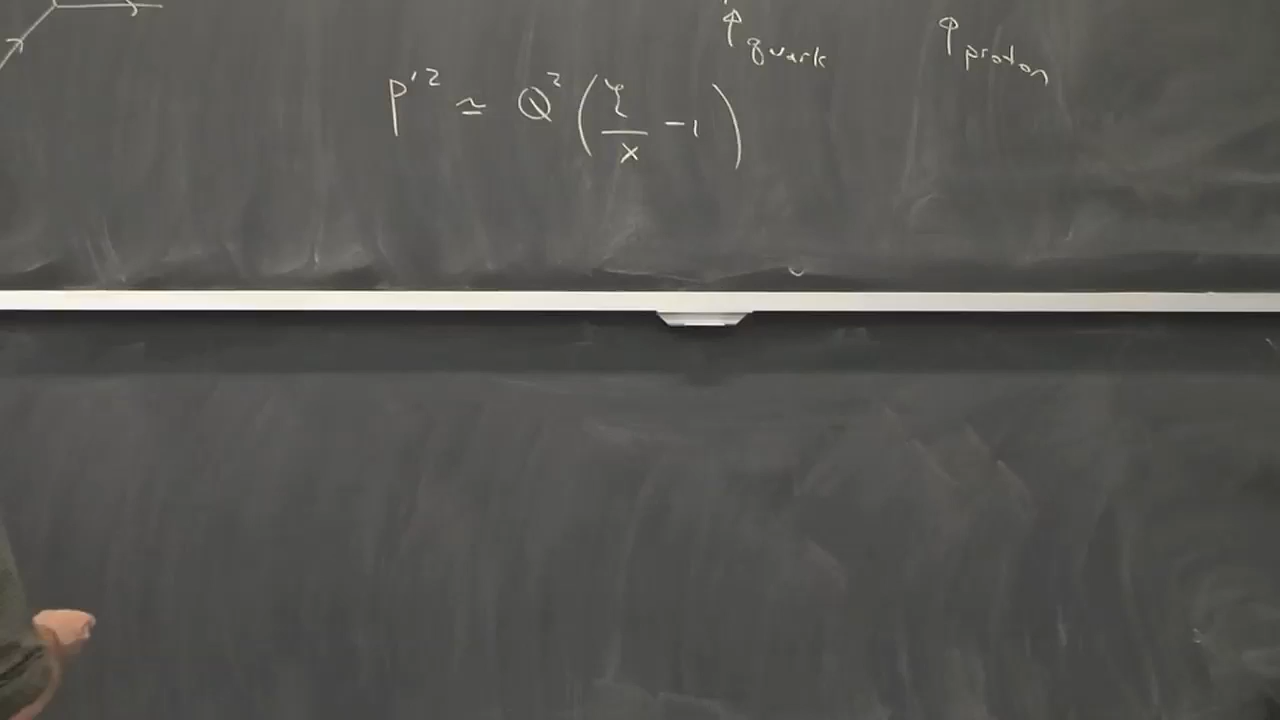 ↑ quark ↑ proton
p'² ≃ Q² (ξ/x − 1)